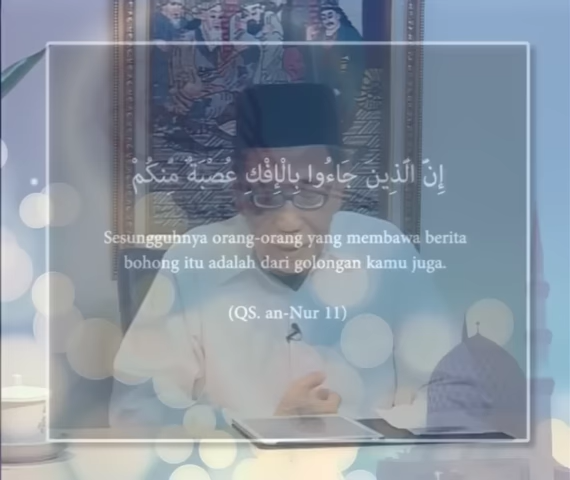 إِنَّ الَّذِينَ جَاءُوا بِالْإِفْكِ عُصْبَةٌ مِّنكُمْ
Sesungguhnya orang-orang yang membawa berita
bohong itu adalah dari golongan kamu juga.
(QS. an-Nur 11)